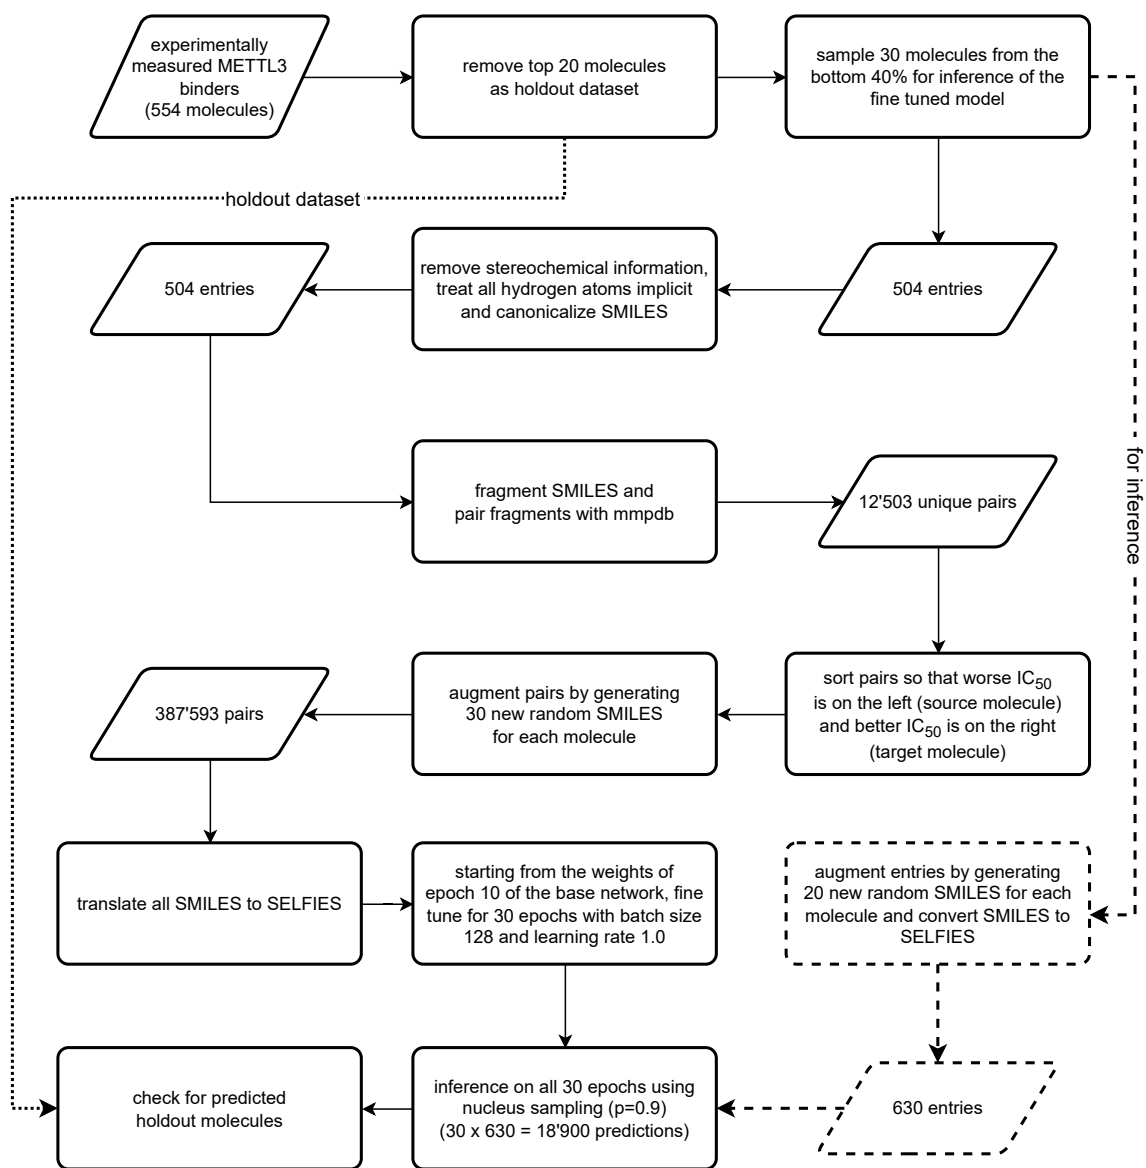 experimentally
measured METTL3
binders
(554 molecules)
remove top 20 molecules
as holdout dataset
sample 30 molecules from the
bottom 40% for inference of the
fine tuned model
holdout dataset
504 entries
remove stereochemical information,
treat all hydrogen atoms implicit
and canonicalize SMILES
504 entries
fragment SMILES and
pair fragments with mmpdb
12'503 unique pairs
for inference
sort pairs so that worse IC50
is on the left (source molecule)
and better IC50 is on the right
(target molecule)
augment pairs by generating
30 new random SMILES
for each molecule
387'593 pairs
translate all SMILES to SELFIES
starting from the weights of
epoch 10 of the base network, fine
tune for 30 epochs with batch size
128 and learning rate 1.0
augment entries by generating
20 new random SMILES for each
molecule and convert SMILES to
SELFIES
check for predicted
holdout molecules
inference on all 30 epochs using
nucleus sampling (p=0.9)
(30 x 630 = 18'900 predictions)
630 entries